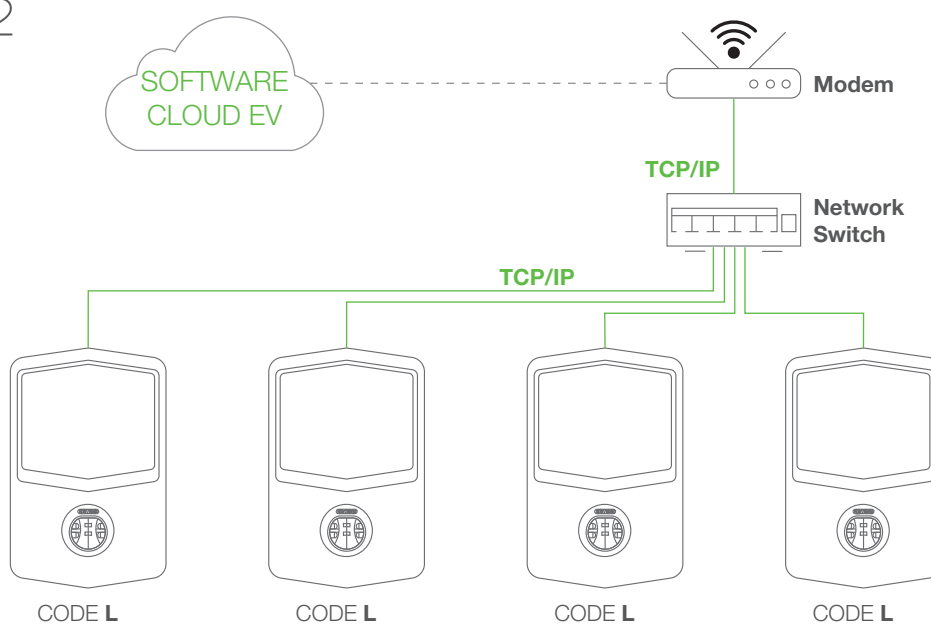 2
SOFTWARE
CLOUD EV
Modem
TCP/IP
Network
Switch
TCP/IP
CODE L
CODE L
CODE L
CODE L